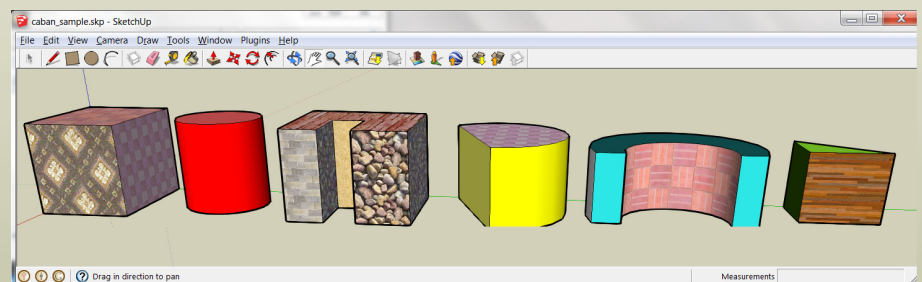 caban_sample.skp - SketchUp
File Edit View Camera Draw Tools Window Plugins Help
Drag in direction to pan
Measurements